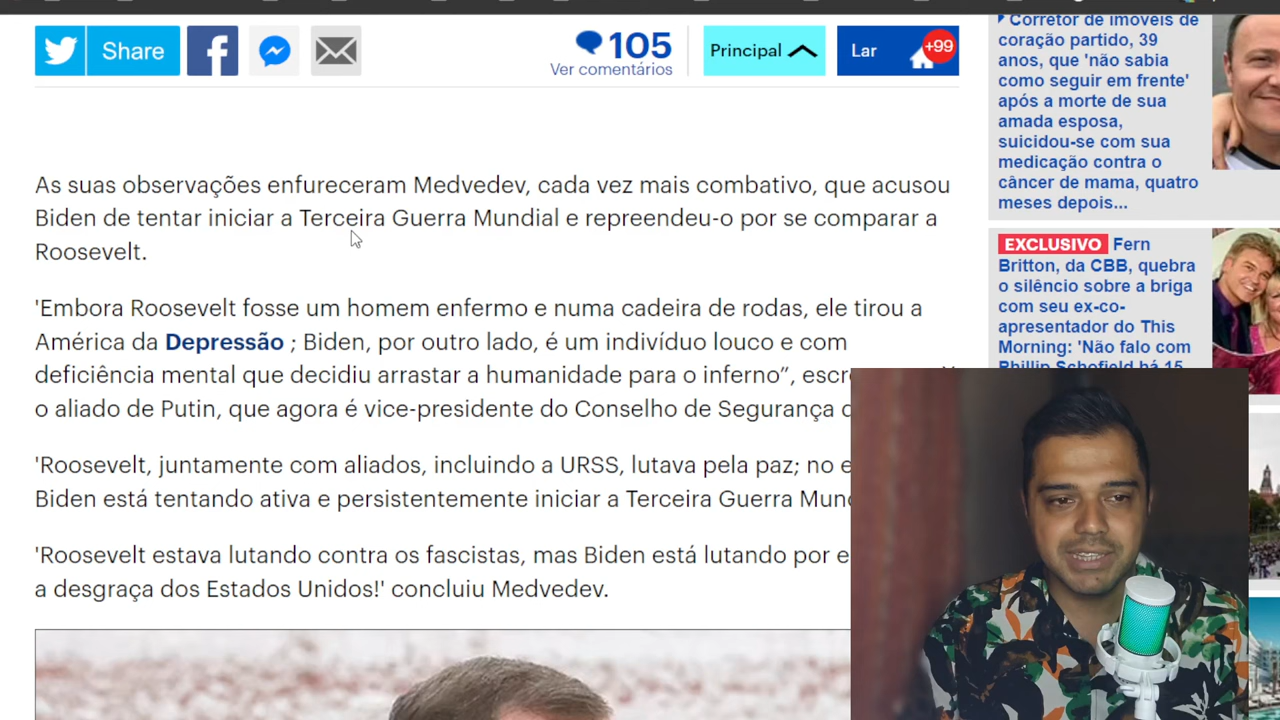 Share
105
Ver comentários
Principal
Lar
+99
As suas observações enfureceram Medvedev, cada vez mais combativo, que acusou
Biden de tentar iniciar a Terceira Guerra Mundial e repreendeu-o por se comparar a
Roosevelt.
'Embora Roosevelt fosse um homem enfermo e numa cadeira de rodas, ele tirou a
América da Depressão ; Biden, por outro lado, é um indivíduo louco e com
deficiência mental que decidiu arrastar a humanidade para o inferno”,
o aliado de Putin, que agora é vice-presidente do Conselho de Segurança
'Roosevelt, juntamente com aliados, incluindo a URSS, lutava pela paz; no
Biden está tentando ativa e persistentemente iniciar a Terceira Guerra
'Roosevelt estava lutando contra os fascistas, mas Biden está lutando por
a desgraça dos Estados Unidos!' concluiu Medvedev.
Corretor de imóveis de
coração partido, 39
anos, que 'não sabia
como seguir em frente'
após a morte de sua
amada esposa,
suicidou-se com sua
medicação contra o
câncer de mama, quatro
meses depois...
EXCLUSIVO Fern
Britton, da CBB, quebra
o silêncio sobre a briga
com seu ex-co-
apresentador do This
Morning: 'Não falo com
Phillip Schofield há 15